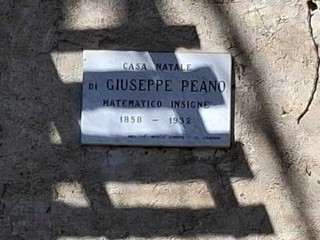 CASA NATALE
DI GIUSEPPE PEANO
MATEMATICO INSIGNE
1858 - 1932